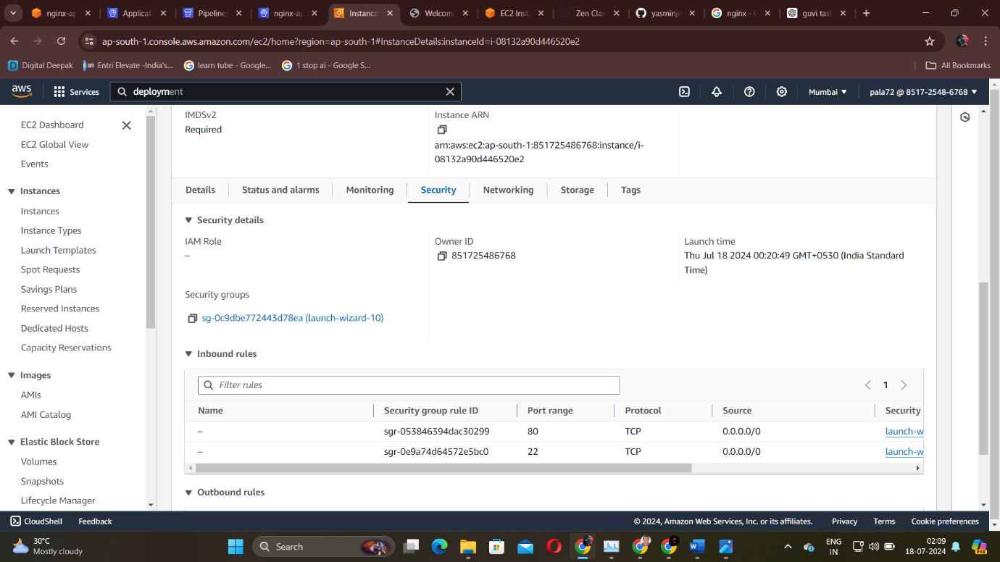 nginx-ap
Applicati
Pipelines
nginx-ap
Instance
Welcom
EC2 Inst
Zen Clas
yasminje
nginx - G
guvi task
ap-south-1.console.aws.amazon.com/ec2/home?region=ap-south-1#InstanceDetails:instanceId=i-08132a90d446520e2
Digital Deepak
Entri Elevate -India's...
learn tube - Google...
1 stop ai - Google S...
All Bookmarks
aws
Services
deployment
Mumbai
pala72 @ 8517-2548-6768
EC2 Dashboard
EC2 Global View
Events
Instances
Instances
Instance Types
Launch Templates
Spot Requests
Savings Plans
Reserved Instances
Dedicated Hosts
Capacity Reservations
Images
AMIs
AMI Catalog
Elastic Block Store
Volumes
Snapshots
Lifecycle Manager
IMDSv2
Required
Instance ARN
arn:aws:ec2:ap-south-1:851725486768:instance/i-
08132a90d446520e2
Details
Status and alarms
Monitoring
Security
Networking
Storage
Tags
Security details
IAM Role
–
Owner ID
851725486768
Launch time
Thu Jul 18 2024 00:20:49 GMT+0530 (India Standard
Time)
Security groups
sg-0c9dbe772443d78ea (launch-wizard-10)
Inbound rules
Filter rules
1
Name Security group rule ID Port range Protocol Source Security
– sgr-053846394dac30299 80 TCP 0.0.0.0/0 launch-w
– sgr-0e9a74d64572e5bc0 22 TCP 0.0.0.0/0 launch-w
Outbound rules
CloudShell
Feedback
© 2024, Amazon Web Services, Inc. or its affiliates.
Privacy
Terms
Cookie preferences
30°C
Mostly cloudy
Search
ENG
IN
02:09
18-07-2024
PRE